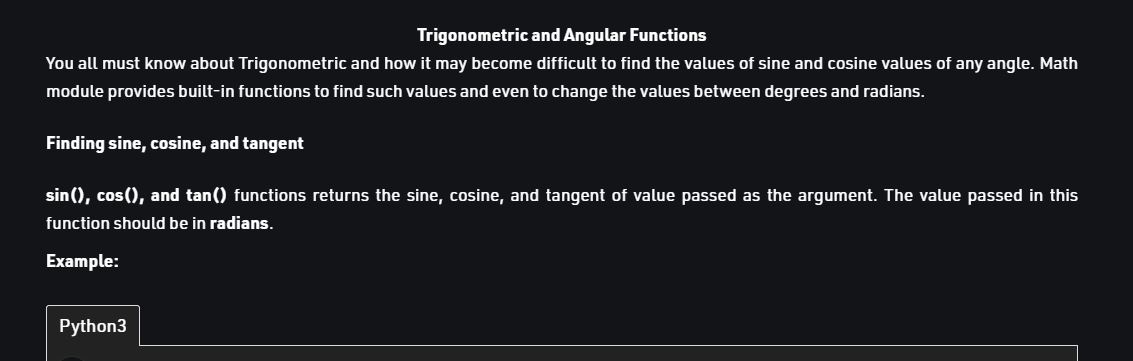 Trigonometric and Angular Functions
You all must know about Trigonometric and how it may become difficult to find the values of sine and cosine values of any angle. Math
module provides built-in functions to find such values and even to change the values between degrees and radians.
Finding sine, cosine, and tangent
sin(), cos(), and tan() functions returns the sine, cosine, and tangent of value passed as the argument. The value passed in this
function should be in radians.
Example:
Python3